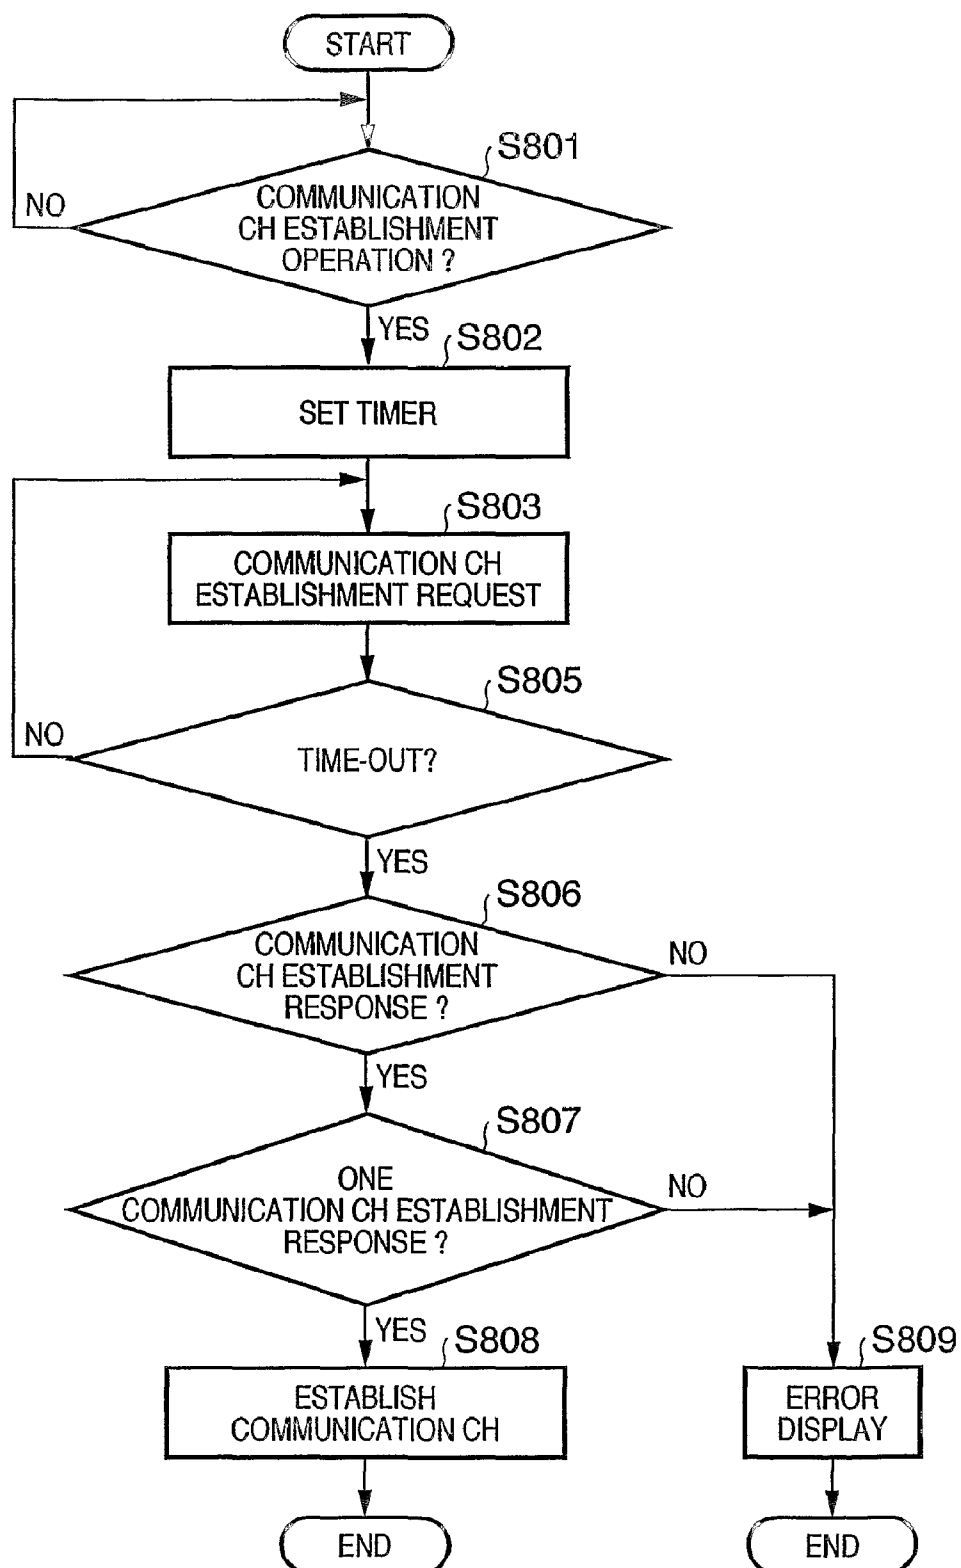 START
S801
COMMUNICATION
CH ESTABLISHMENT
OPERATION ?
NO
YES
S802
SET TIMER
S803
COMMUNICATION CH
ESTABLISHMENT REQUEST
S805
NO
TIME-OUT?
YES
S806
COMMUNICATION
CH ESTABLISHMENT
RESPONSE ?
NO
YES
S807
ONE
COMMUNICATION CH ESTABLISHMENT
RESPONSE ?
NO
YES
S808
ESTABLISH
COMMUNICATION CH
S809
ERROR
DISPLAY
END
END